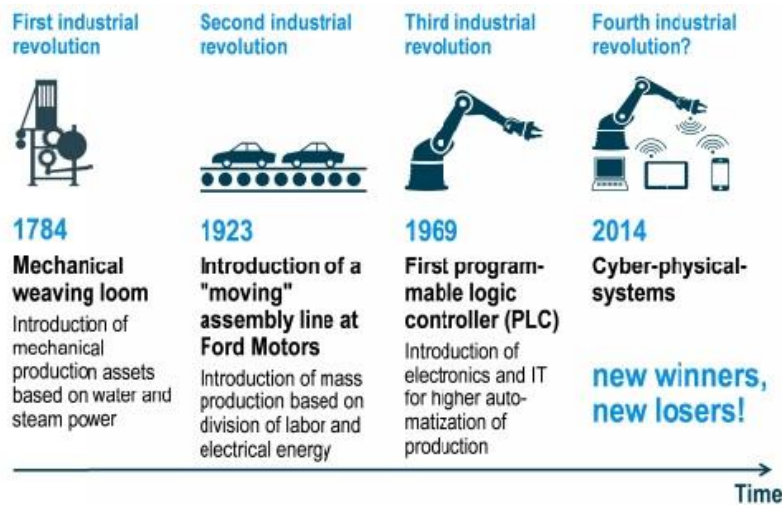 First industrial
revolution
Second industrial
revolution
Third industrial
revolution
Fourth industrial
revolution?
1784
Mechanical
weaving loom
Introduction of
mechanical
production assets
based on water and
steam power
1923
Introduction of a
"moving"
assembly line at
Ford Motors
Introduction of mass
production based on
division of labor and
electrical energy
1969
First program-
mable logic
controller (PLC)
Introduction of
electronics and IT
for higher auto-
matization of
production
2014
Cyber-physical-
systems
new winners,
new losers!
Time